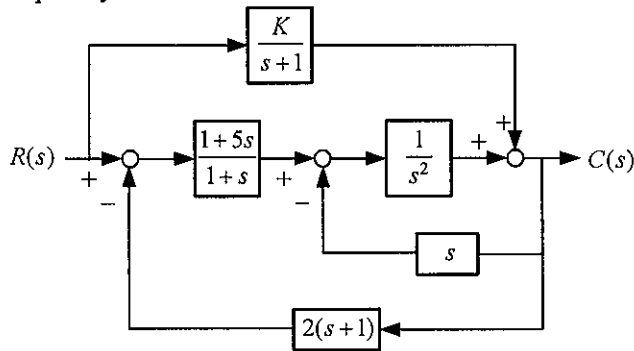 K
s+1
R(s)
+
−
1+5s
1+s
+
−
1
s²
+
+
C(s)
s
2(s+1)